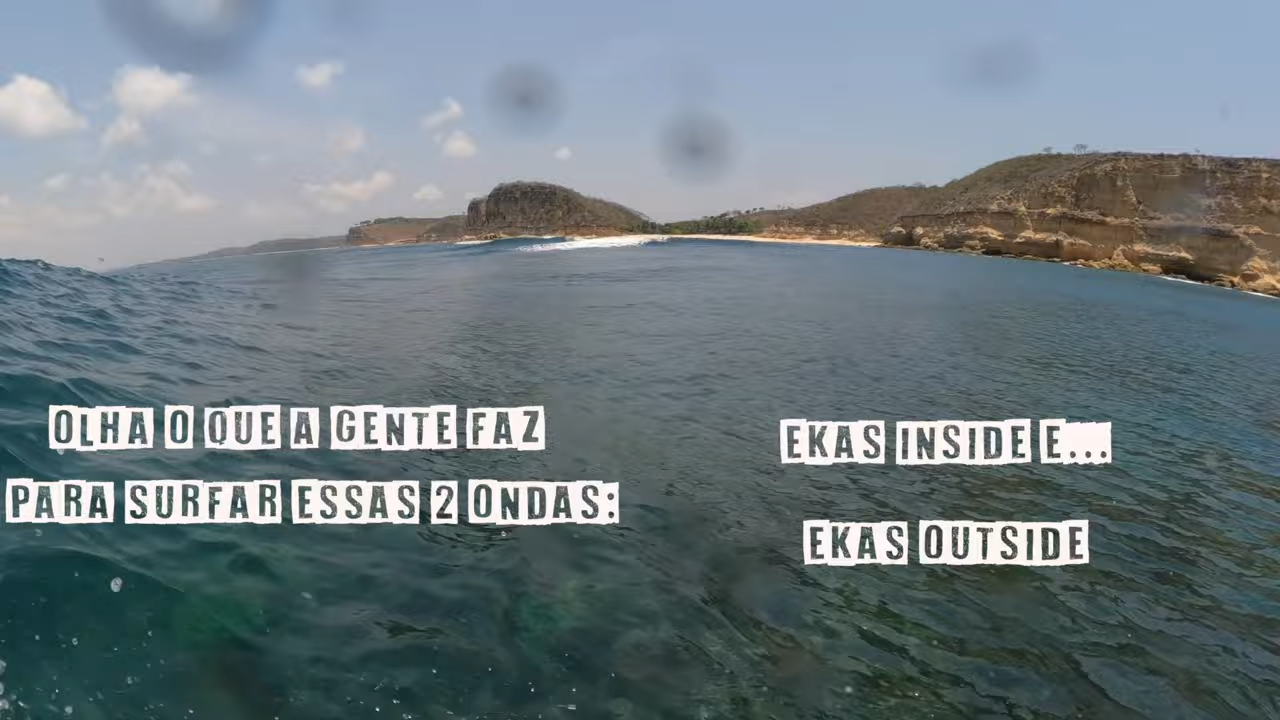 OLHA O QUE A GENTE FAZ
PARA SURFAR ESSAS 2 ONDAS:
EKAS INSIDE E...
EKAS OUTSIDE